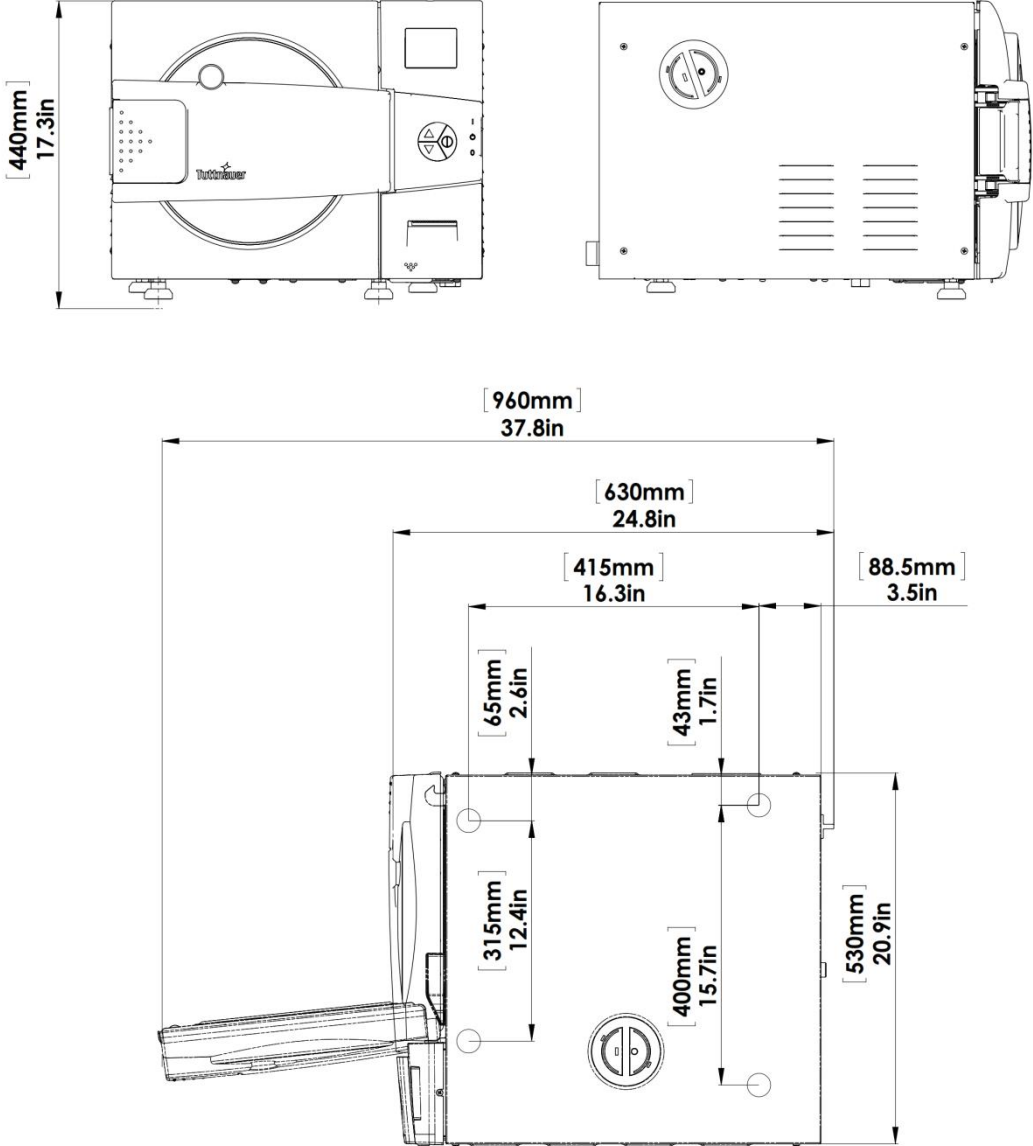 [440mm]
17.3in
Tuttnauer
[960mm]
37.8in
[630mm]
24.8in
[415mm]
16.3in
[88.5mm]
3.5in
[65mm]
2.6in
[43mm]
1.7in
[315mm]
12.4in
[400mm]
15.7in
[530mm]
20.9in